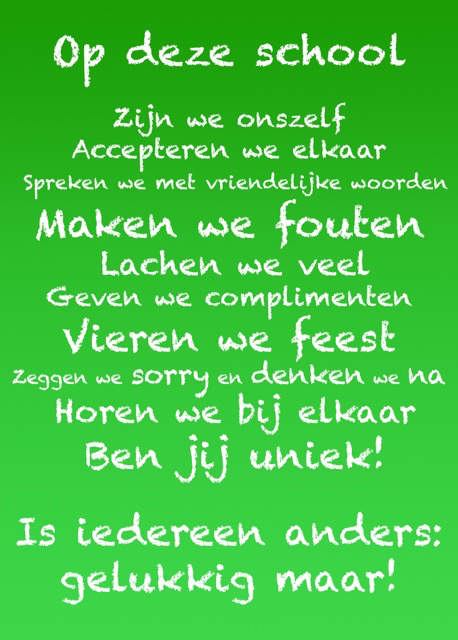 Op deze school
Zijn we onszelf
Accepteren we elkaar
Spreken we met vriendelijke woorden
Maken we fouten
Lachen we veel
Geven we complimenten
Vieren we feest
Zeggen we sorry en denken we na
Horen we bij elkaar
Ben jij uniek!
Is iedereen anders:
gelukkig maar!